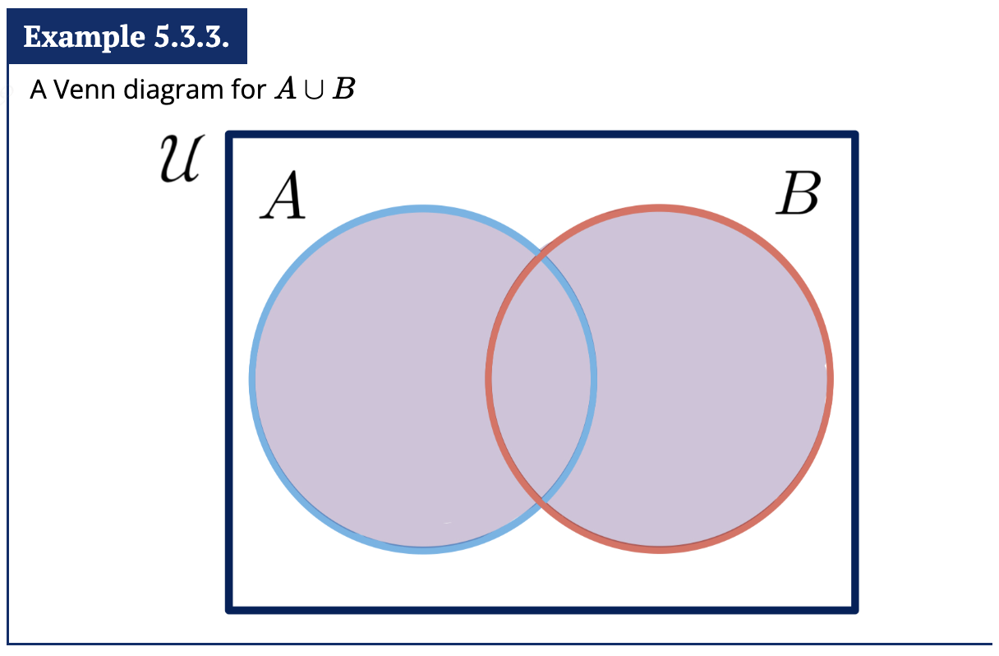 Example 5.3.3.
A Venn diagram for A ∪ B
𝒰
A
B